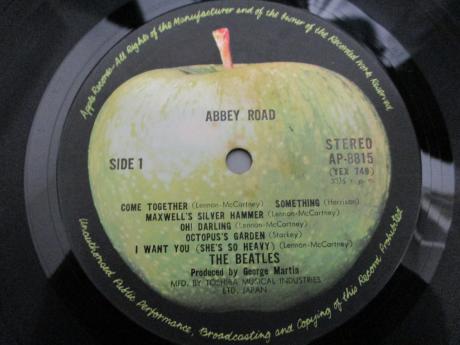 Apple Records—All Rights of the Manufacturer and of the Owner of the Recorded Work Reserved
ABBEY ROAD
SIDE 1
STEREO
AP-8815
(YEX 749)
33⅓ r.p.m.
COME TOGETHER (Lennon-McCartney) SOMETHING (Harrison)
MAXWELL'S SILVER HAMMER (Lennon-McCartney)
OH! DARLING (Lennon-McCartney)
OCTOPUS'S GARDEN (Starkey)
I WANT YOU (SHE'S SO HEAVY) (Lennon-McCartney)
THE BEATLES
Produced by George Martin
MFD. BY TOSHIBA MUSICAL INDUSTRIES
LTD. JAPAN
Unauthorised Public Performance, Broadcasting and Copying of this Record Prohibited